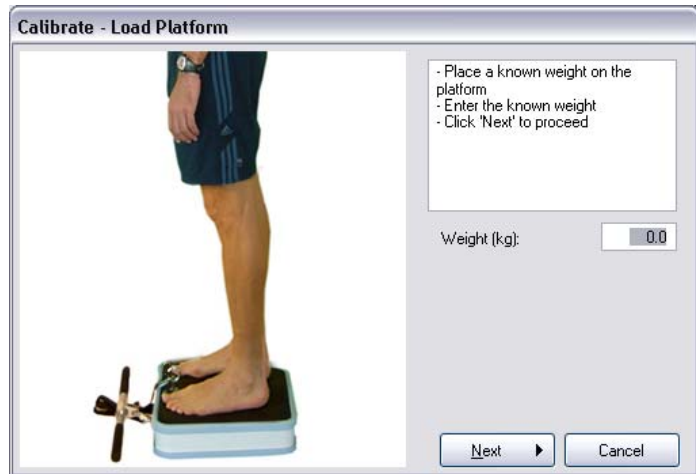 Calibrate - Load Platform
- Place a known weight on the
platform
- Enter the known weight
- Click 'Next' to proceed
Weight (kg):
0.0
Next
Cancel